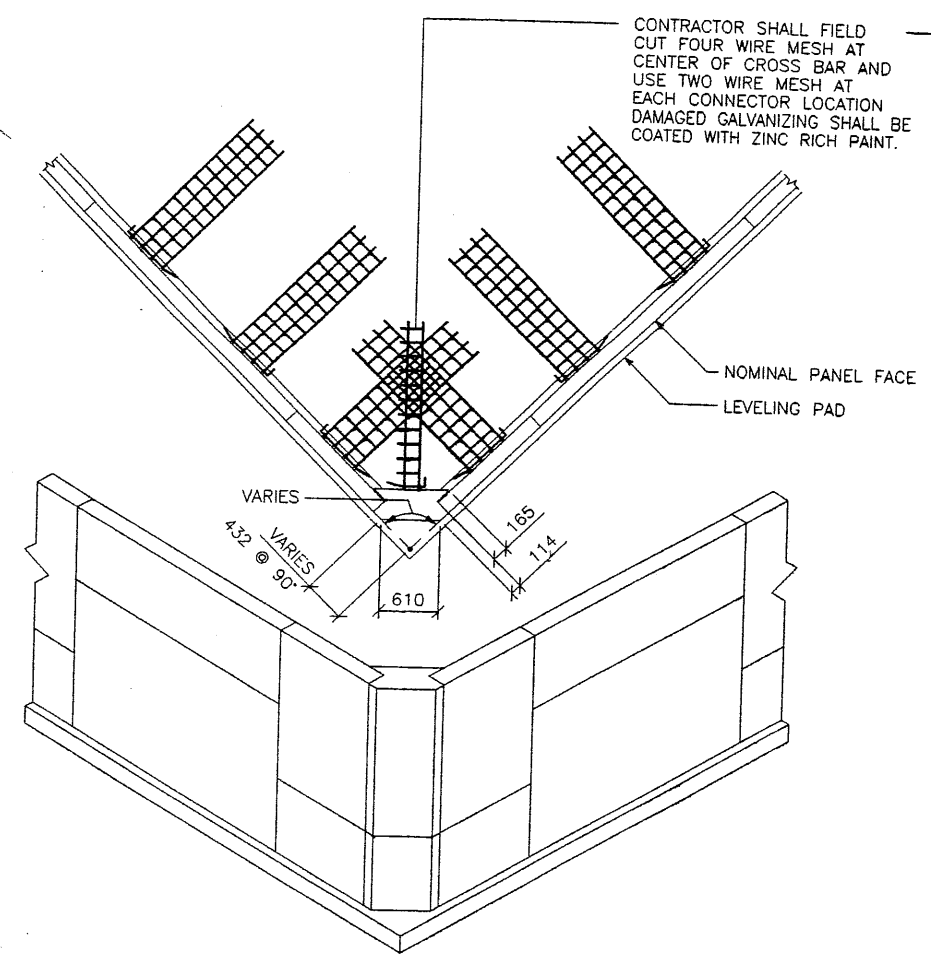 CONTRACTOR SHALL FIELD
CUT FOUR WIRE MESH AT
CENTER OF CROSS BAR AND
USE TWO WIRE MESH AT
EACH CONNECTOR LOCATION
DAMAGED GALVANIZING SHALL BE
COATED WITH ZINC RICH PAINT.
NOMINAL PANEL FACE
LEVELING PAD
VARIES
VARIES
432 @ 90°
165
114
610